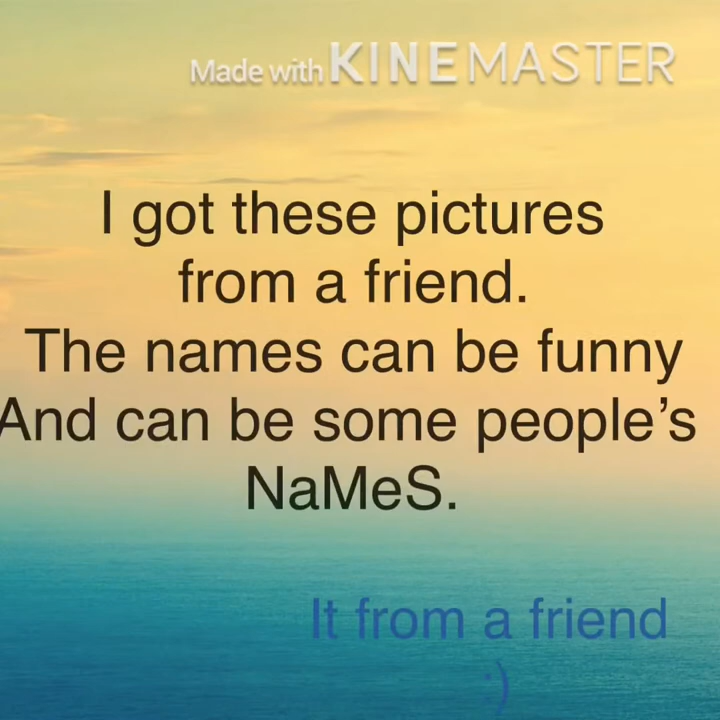 Made with KINEMASTER
I got these pictures
from a friend.
The names can be funny
And can be some people’s
NaMeS.
It from a friend
:)